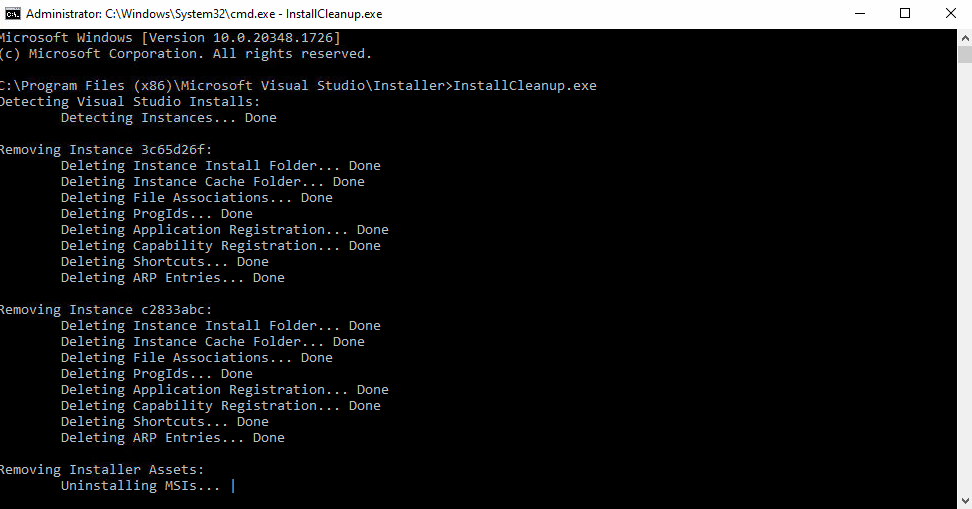 Administrator: C:\Windows\System32\cmd.exe - InstallCleanup.exe
Microsoft Windows [Version 10.0.20348.1726]
(c) Microsoft Corporation. All rights reserved.
C:\Program Files (x86)\Microsoft Visual Studio\Installer>InstallCleanup.exe
Detecting Visual Studio Installs:
Detecting Instances... Done
Removing Instance 3c65d26f:
Deleting Instance Install Folder... Done
Deleting Instance Cache Folder... Done
Deleting File Associations... Done
Deleting ProgIds... Done
Deleting Application Registration... Done
Deleting Capability Registration... Done
Deleting Shortcuts... Done
Deleting ARP Entries... Done
Removing Instance c2833abc:
Deleting Instance Install Folder... Done
Deleting Instance Cache Folder... Done
Deleting File Associations... Done
Deleting ProgIds... Done
Deleting Application Registration... Done
Deleting Capability Registration... Done
Deleting Shortcuts... Done
Deleting ARP Entries... Done
Removing Installer Assets:
Uninstalling MSIs... |